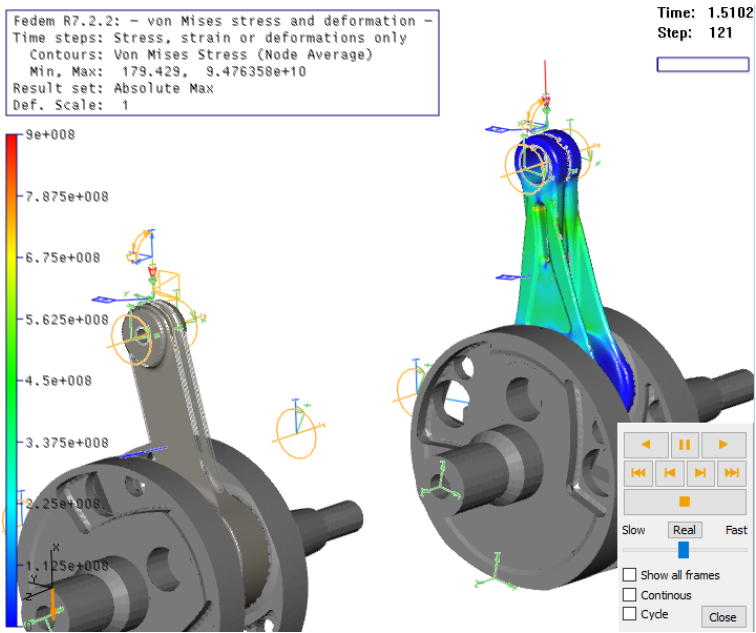 Fedem R7.2.2: - von Mises stress and deformation -
Time steps: Stress, strain or deformations only
Contours: Von Mises Stress (Node Average)
Min, Max: 179.429, 9.476358e+10
Result set: Absolute Max
Def. Scale: 1
Time: 1.5102
Step: 121
9e+008
7.875e+008
6.75e+008
5.625e+008
4.5e+008
3.375e+008
2.25e+008
1.125e+008
X
Y
Z
Slow Real Fast
Show all frames
Continous
Cycle
Close